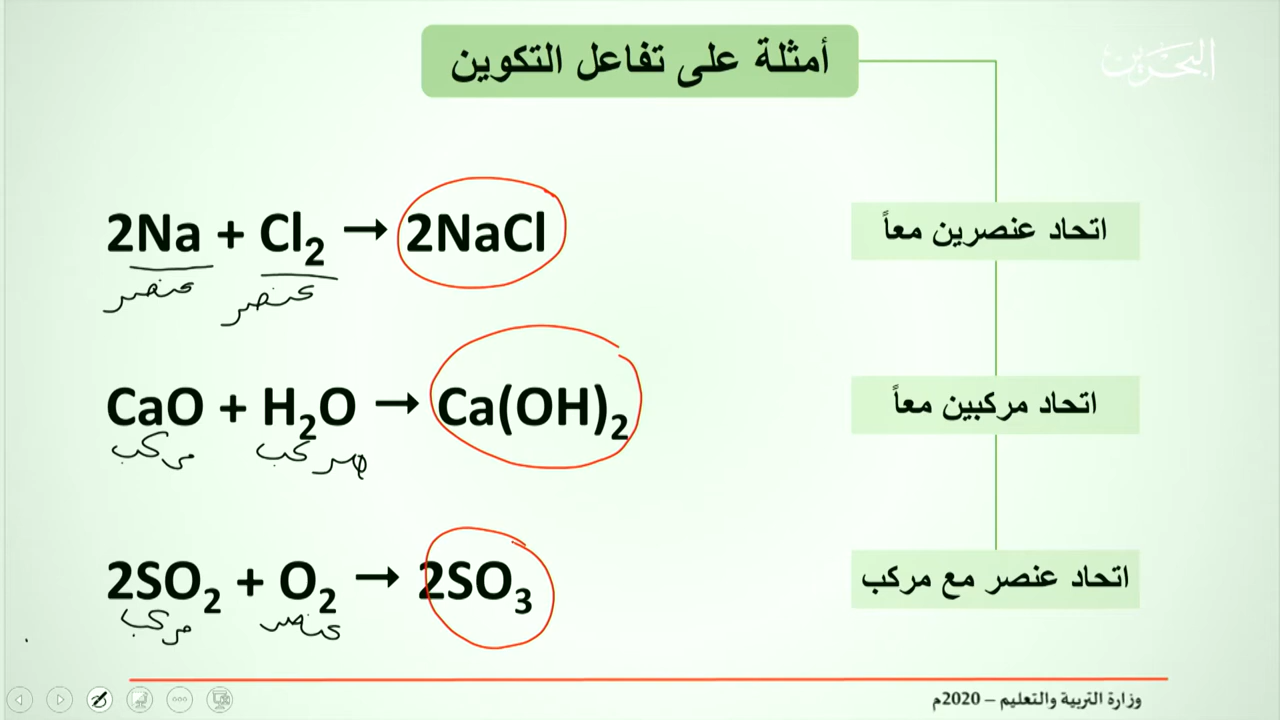 أمثلة على تفاعل التكوين
البحرين
اتحاد عنصرين معاً
2Na + Cl₂ → 2NaCl
عنصر عنصر
اتحاد مركبين معاً
CaO + H₂O → Ca(OH)₂
مركب مركب
اتحاد عنصر مع مركب
2SO₂ + O₂ → 2SO₃
مركب عنصر
وزارة التربية والتعليم – 2020م